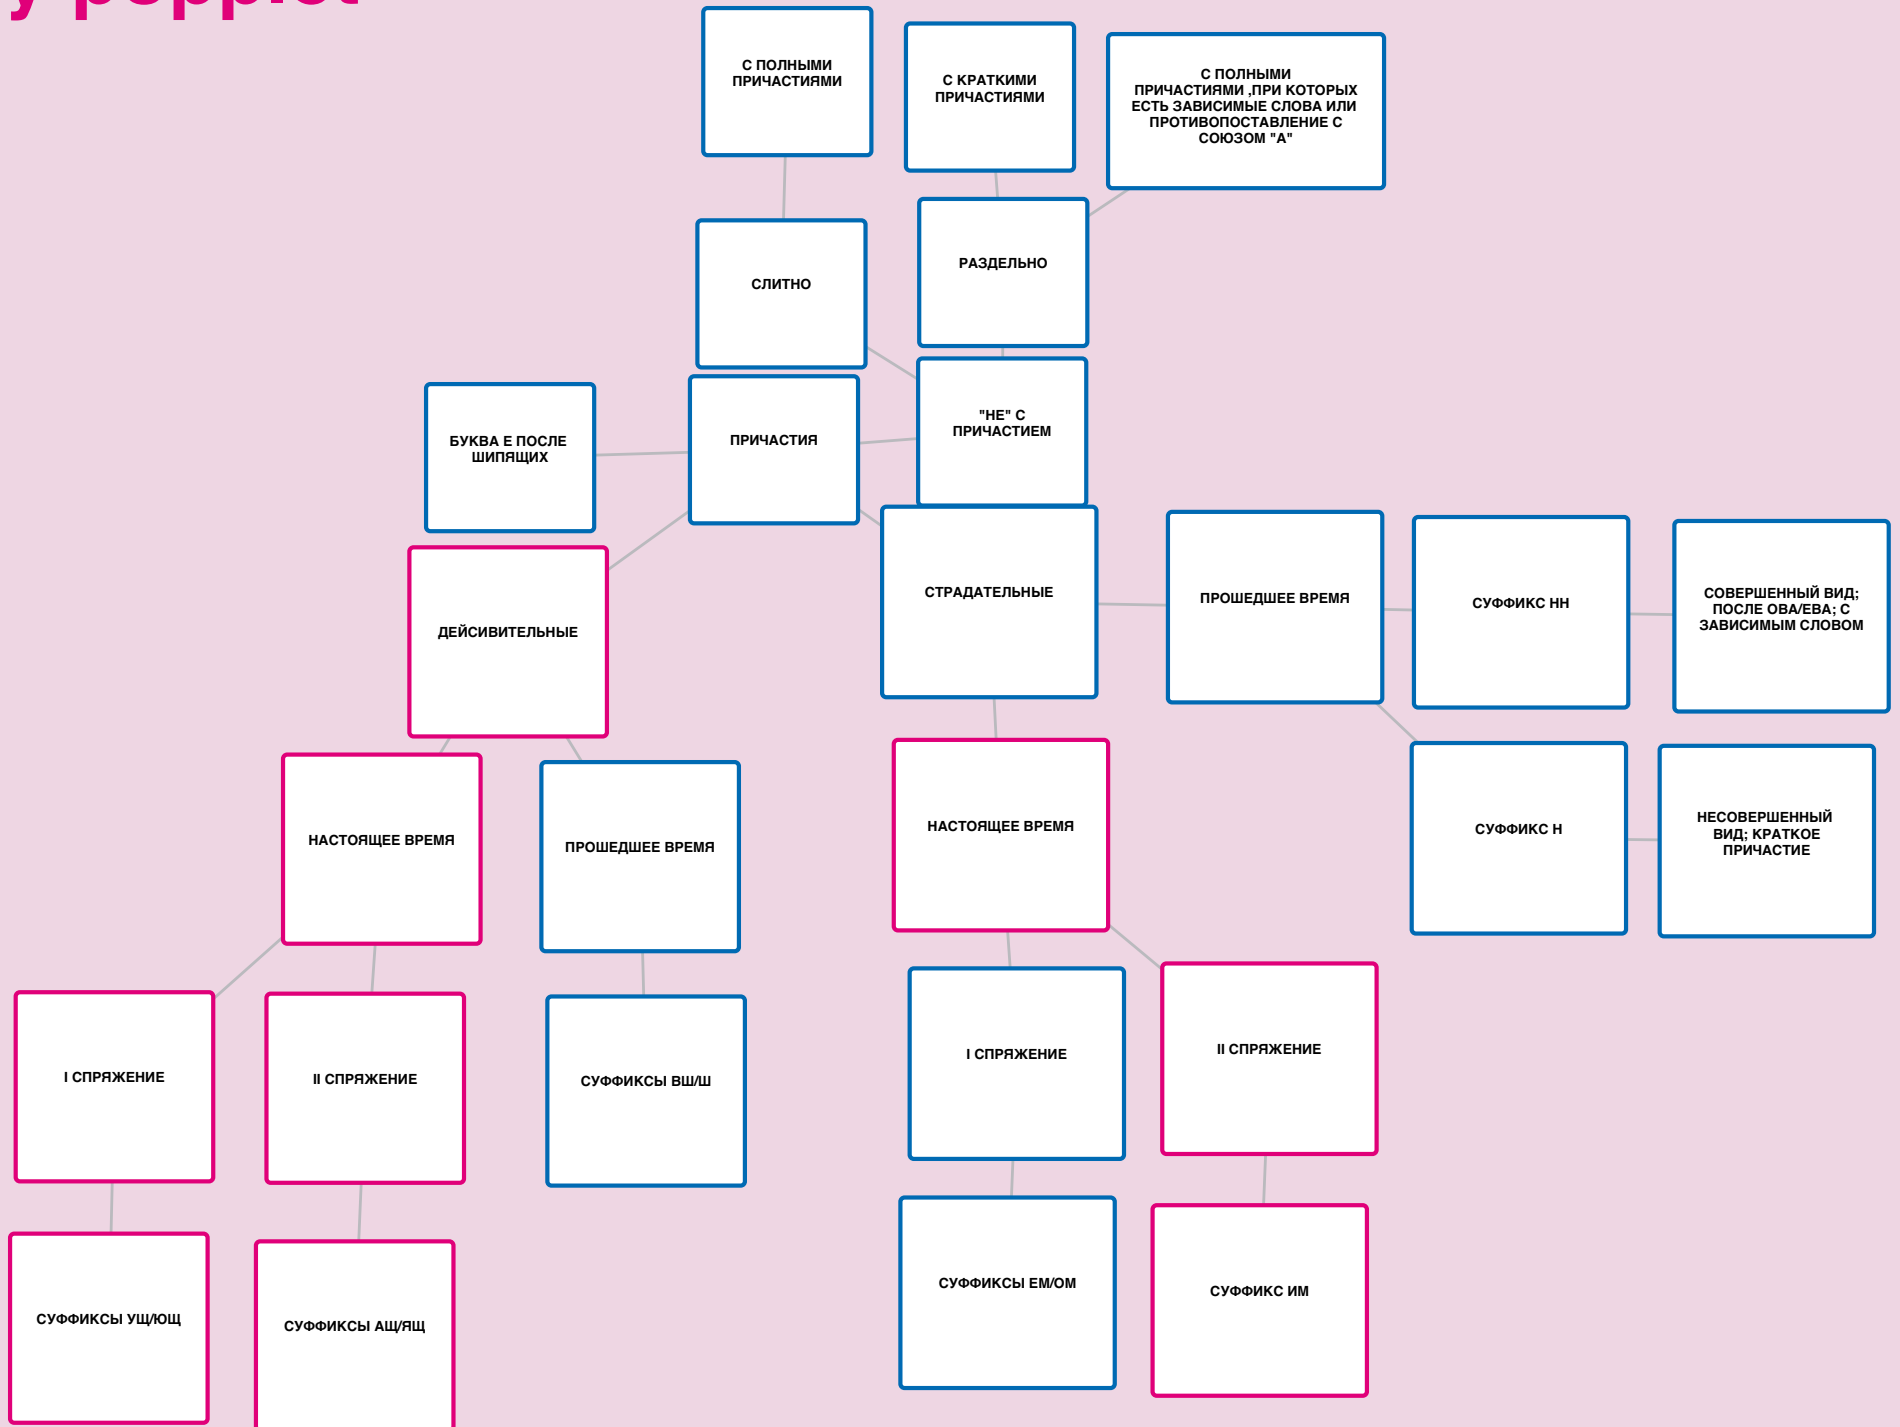 y popplet
С ПОЛНЫМИ
ПРИЧАСТИЯМИ
С КРАТКИМИ
ПРИЧАСТИЯМИ
С ПОЛНЫМИ
ПРИЧАСТИЯМИ ,ПРИ КОТОРЫХ
ЕСТЬ ЗАВИСИМЫЕ СЛОВА ИЛИ
ПРОТИВОПОСТАВЛЕНИЕ С
СОЮЗОМ "А"
СЛИТНО
РАЗДЕЛЬНО
БУКВА Е ПОСЛЕ
ШИПЯЩИХ
ПРИЧАСТИЯ
"НЕ" С
ПРИЧАСТИЕМ
ДЕЙСИВИТЕЛЬНЫЕ
СТРАДАТЕЛЬНЫЕ
ПРОШЕДШЕЕ ВРЕМЯ
СУФФИКС НН
СОВЕРШЕННЫЙ ВИД;
ПОСЛЕ ОВА/ЕВА; С
ЗАВИСИМЫМ СЛОВОМ
НАСТОЯЩЕЕ ВРЕМЯ
ПРОШЕДШЕЕ ВРЕМЯ
НАСТОЯЩЕЕ ВРЕМЯ
СУФФИКС Н
НЕСОВЕРШЕННЫЙ
ВИД; КРАТКОЕ
ПРИЧАСТИЕ
I СПРЯЖЕНИЕ
II СПРЯЖЕНИЕ
СУФФИКСЫ ВШ/Ш
I СПРЯЖЕНИЕ
II СПРЯЖЕНИЕ
СУФФИКСЫ УЩ/ЮЩ
СУФФИКСЫ АЩ/ЯЩ
СУФФИКСЫ ЕМ/ОМ
СУФФИКС ИМ